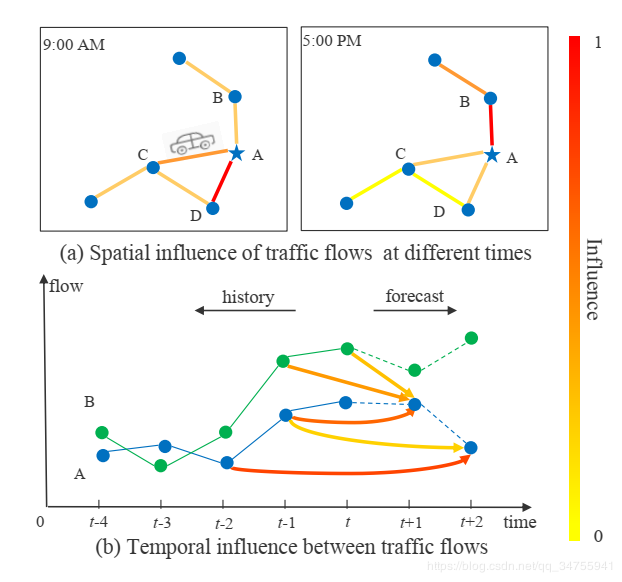 9:00 AM
B
C
A
D
5:00 PM
B
C
A
D
1
Influence
0
(a) Spatial influence of traffic flows at different times
flow
history
forecast
B
A
0
t-4
t-3
t-2
t-1
t
t+1
t+2
time
(b) Temporal influence between traffic flows
https://blog.csdn.net/qq_34755941